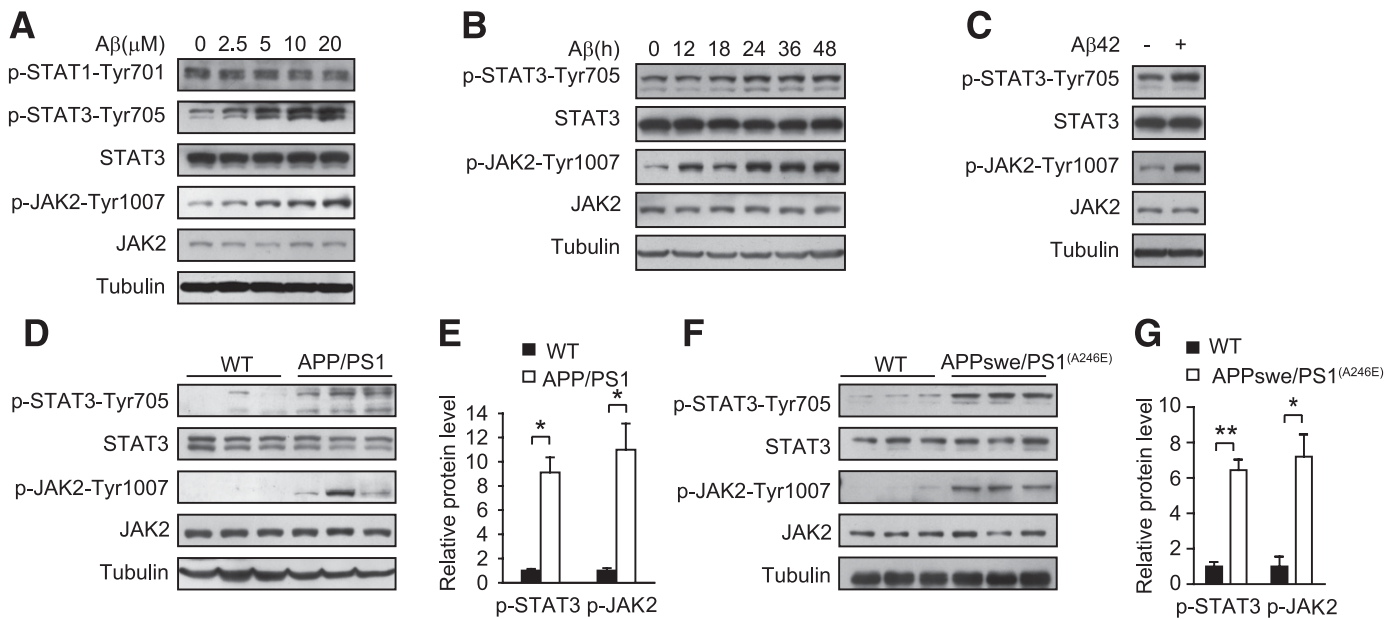 A
Aβ(μM) 0 2.5 5 10 20
p-STAT1-Tyr701
p-STAT3-Tyr705
STAT3
p-JAK2-Tyr1007
JAK2
Tubulin
B
Aβ(h) 0 12 18 24 36 48
p-STAT3-Tyr705
STAT3
p-JAK2-Tyr1007
JAK2
Tubulin
C
Aβ42 - +
p-STAT3-Tyr705
STAT3
p-JAK2-Tyr1007
JAK2
Tubulin
D
WT APP/PS1
p-STAT3-Tyr705
STAT3
p-JAK2-Tyr1007
JAK2
Tubulin
E
WT
APP/PS1
Relative protein level
14
12
10
8
6
4
2
0
* *
p-STAT3 p-JAK2
F
WT APPswe/PS1(A246E)
p-STAT3-Tyr705
STAT3
p-JAK2-Tyr1007
JAK2
Tubulin
G
WT
APPswe/PS1(A246E)
Relative protein level
10
8
6
4
2
0
** *
p-STAT3 p-JAK2